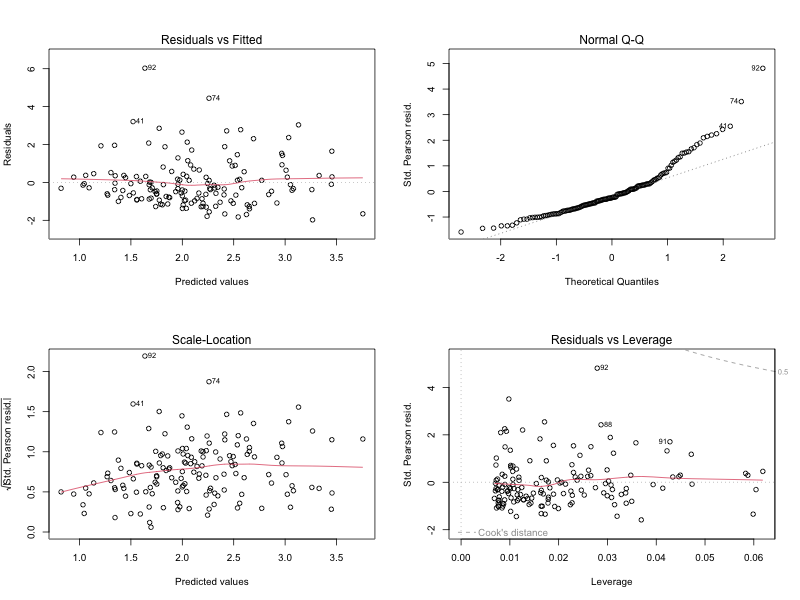 Residuals vs Fitted
Residuals
6
4
2
0
-2
92
74
41
1.0 1.5 2.0 2.5 3.0 3.5
Predicted values
Normal Q-Q
Std. Pearson resid.
5
4
3
2
1
0
-1
92
74
41
-2 -1 0 1 2
Theoretical Quantiles
Scale-Location
√|Std. Pearson resid.|
2.0
1.5
1.0
0.5
0.0
92
74
41
1.0 1.5 2.0 2.5 3.0 3.5
Predicted values
Residuals vs Leverage
Std. Pearson resid.
4
2
0
-2
92
88
91
0.5
Cook's distance
0.00 0.01 0.02 0.03 0.04 0.05 0.06
Leverage